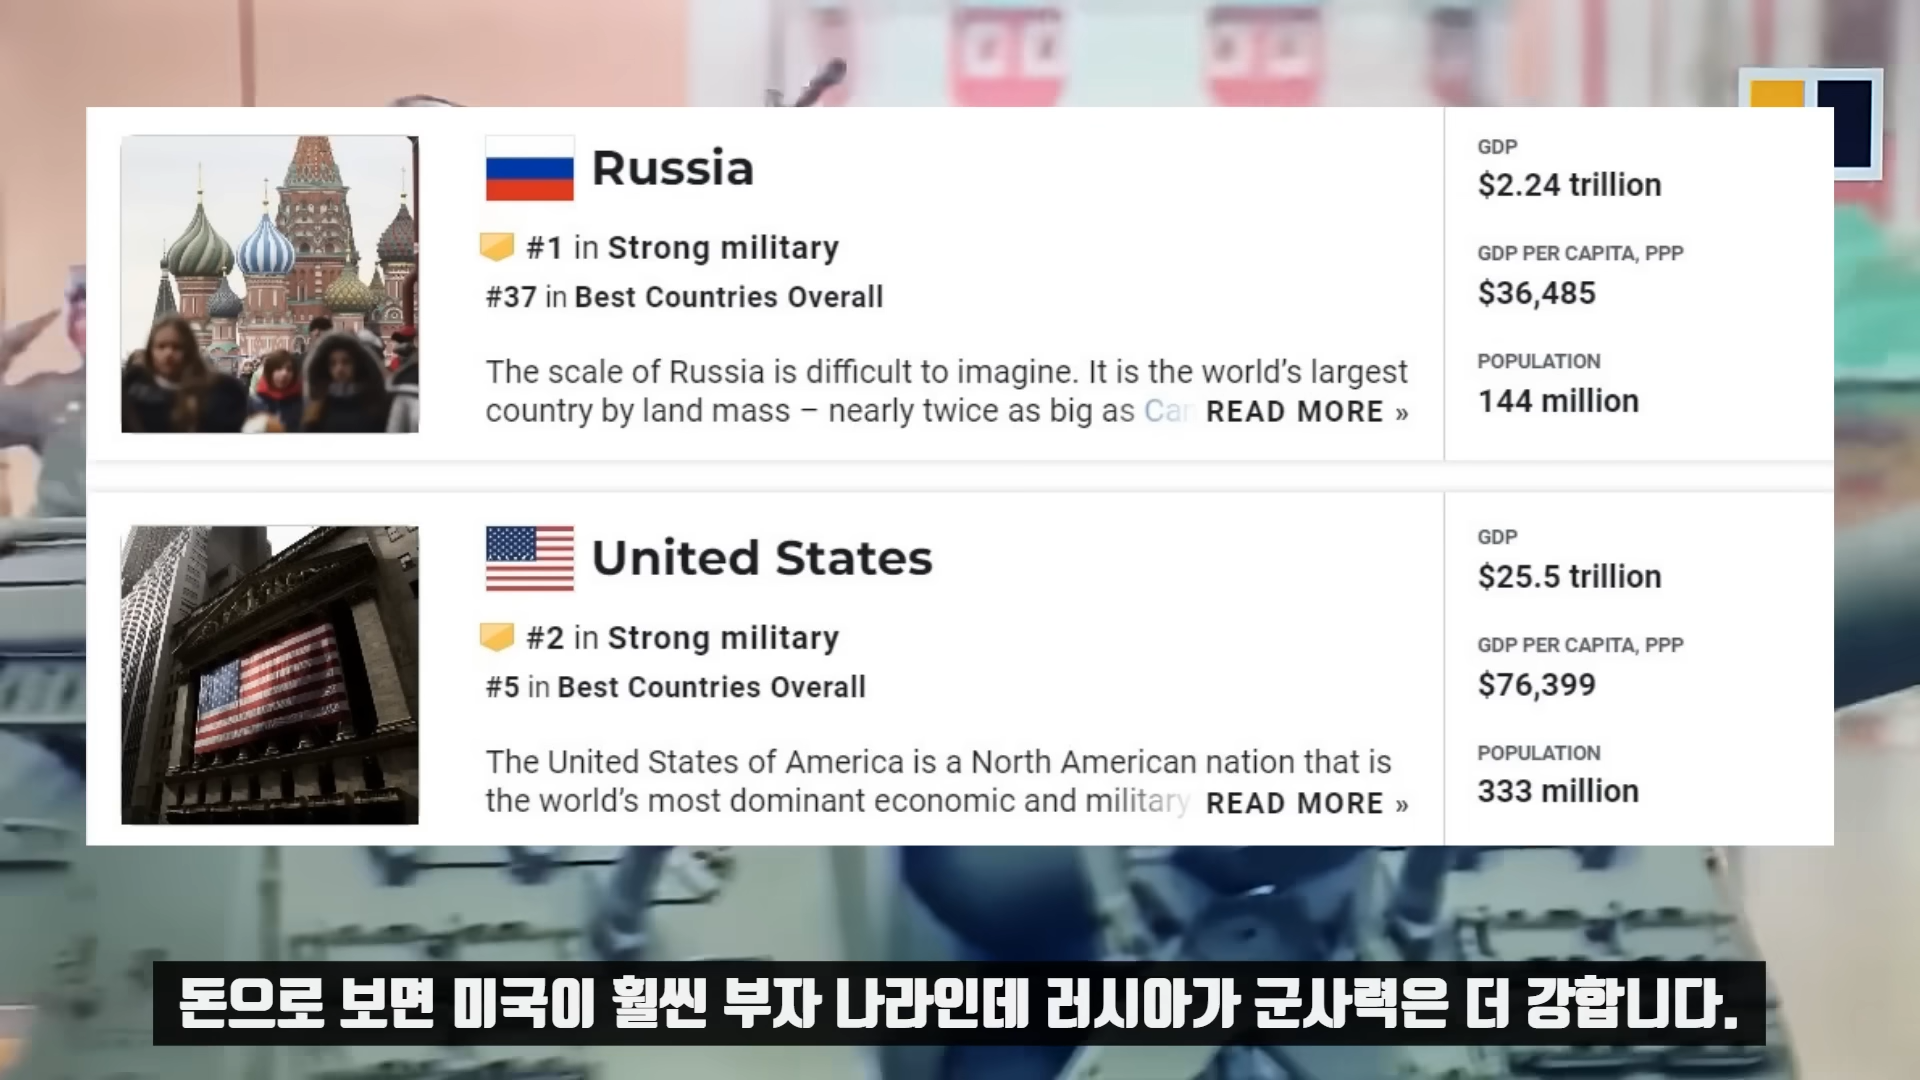 Russia
#1 in Strong military
#37 in Best Countries Overall
The scale of Russia is difficult to imagine. It is the world's largest
country by land mass – nearly twice as big as Can READ MORE »
GDP
$2.24 trillion
GDP PER CAPITA, PPP
$36,485
POPULATION
144 million
United States
#2 in Strong military
#5 in Best Countries Overall
The United States of America is a North American nation that is
the world's most dominant economic and military READ MORE »
GDP
$25.5 trillion
GDP PER CAPITA, PPP
$76,399
POPULATION
333 million
돈으로 보면 미국이 훨씬 부자 나라인데 러시아가 군사력은 더 강합니다.